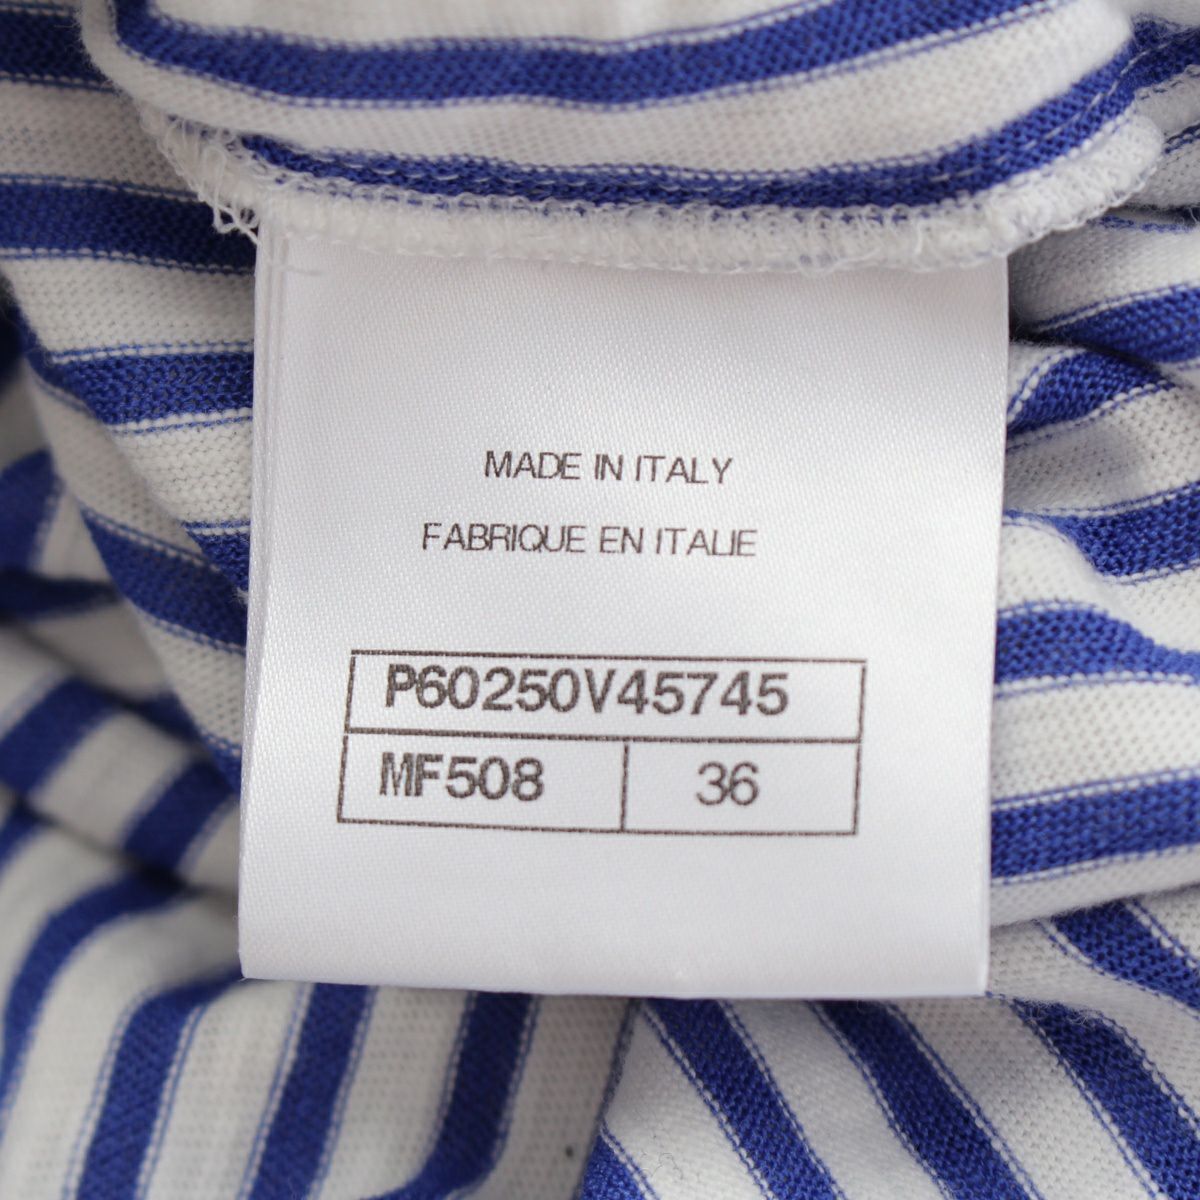 MADE IN ITALY
FABRIQUE EN ITALIE
P60250V45745
MF508 36